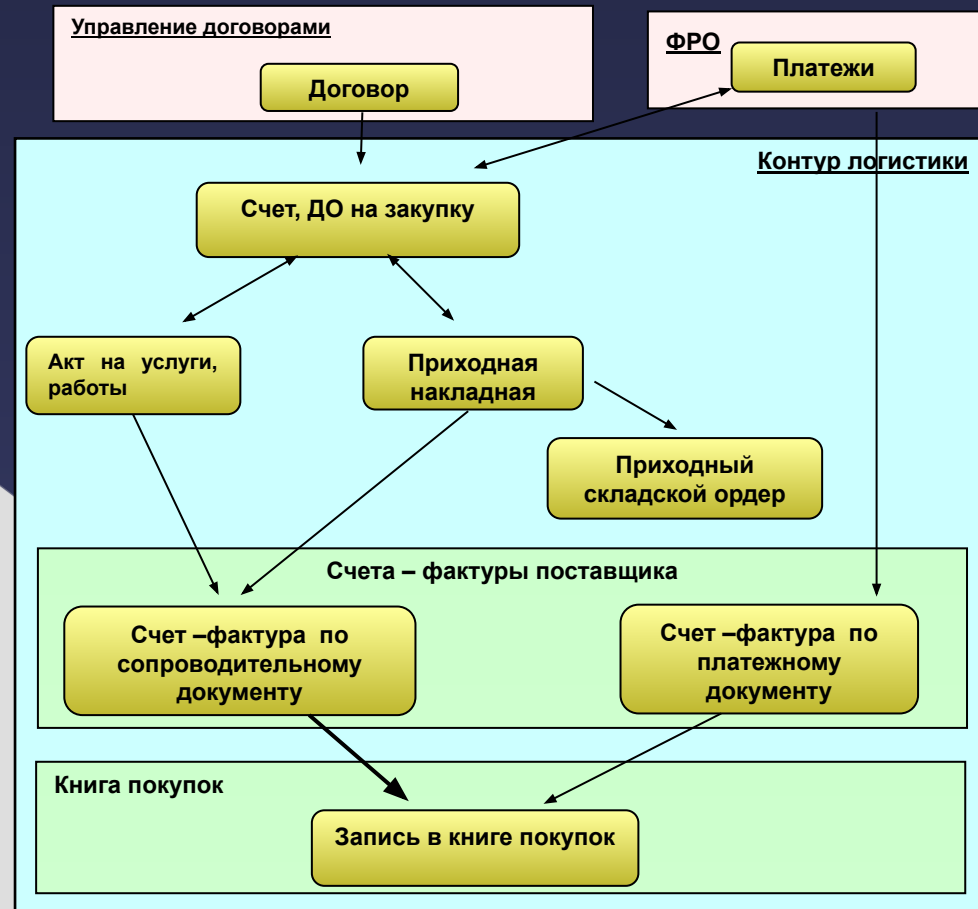 Управление договорами
Договор
ФРО
Платежи
Контур логистики
Счет, ДО на закупку
Акт на услуги,
работы
Приходная
накладная
Приходный
складской ордер
Счета – фактуры поставщика
Счет –фактура по
сопроводительному
документу
Счет –фактура по
платежному
документу
Книга покупок
Запись в книге покупок